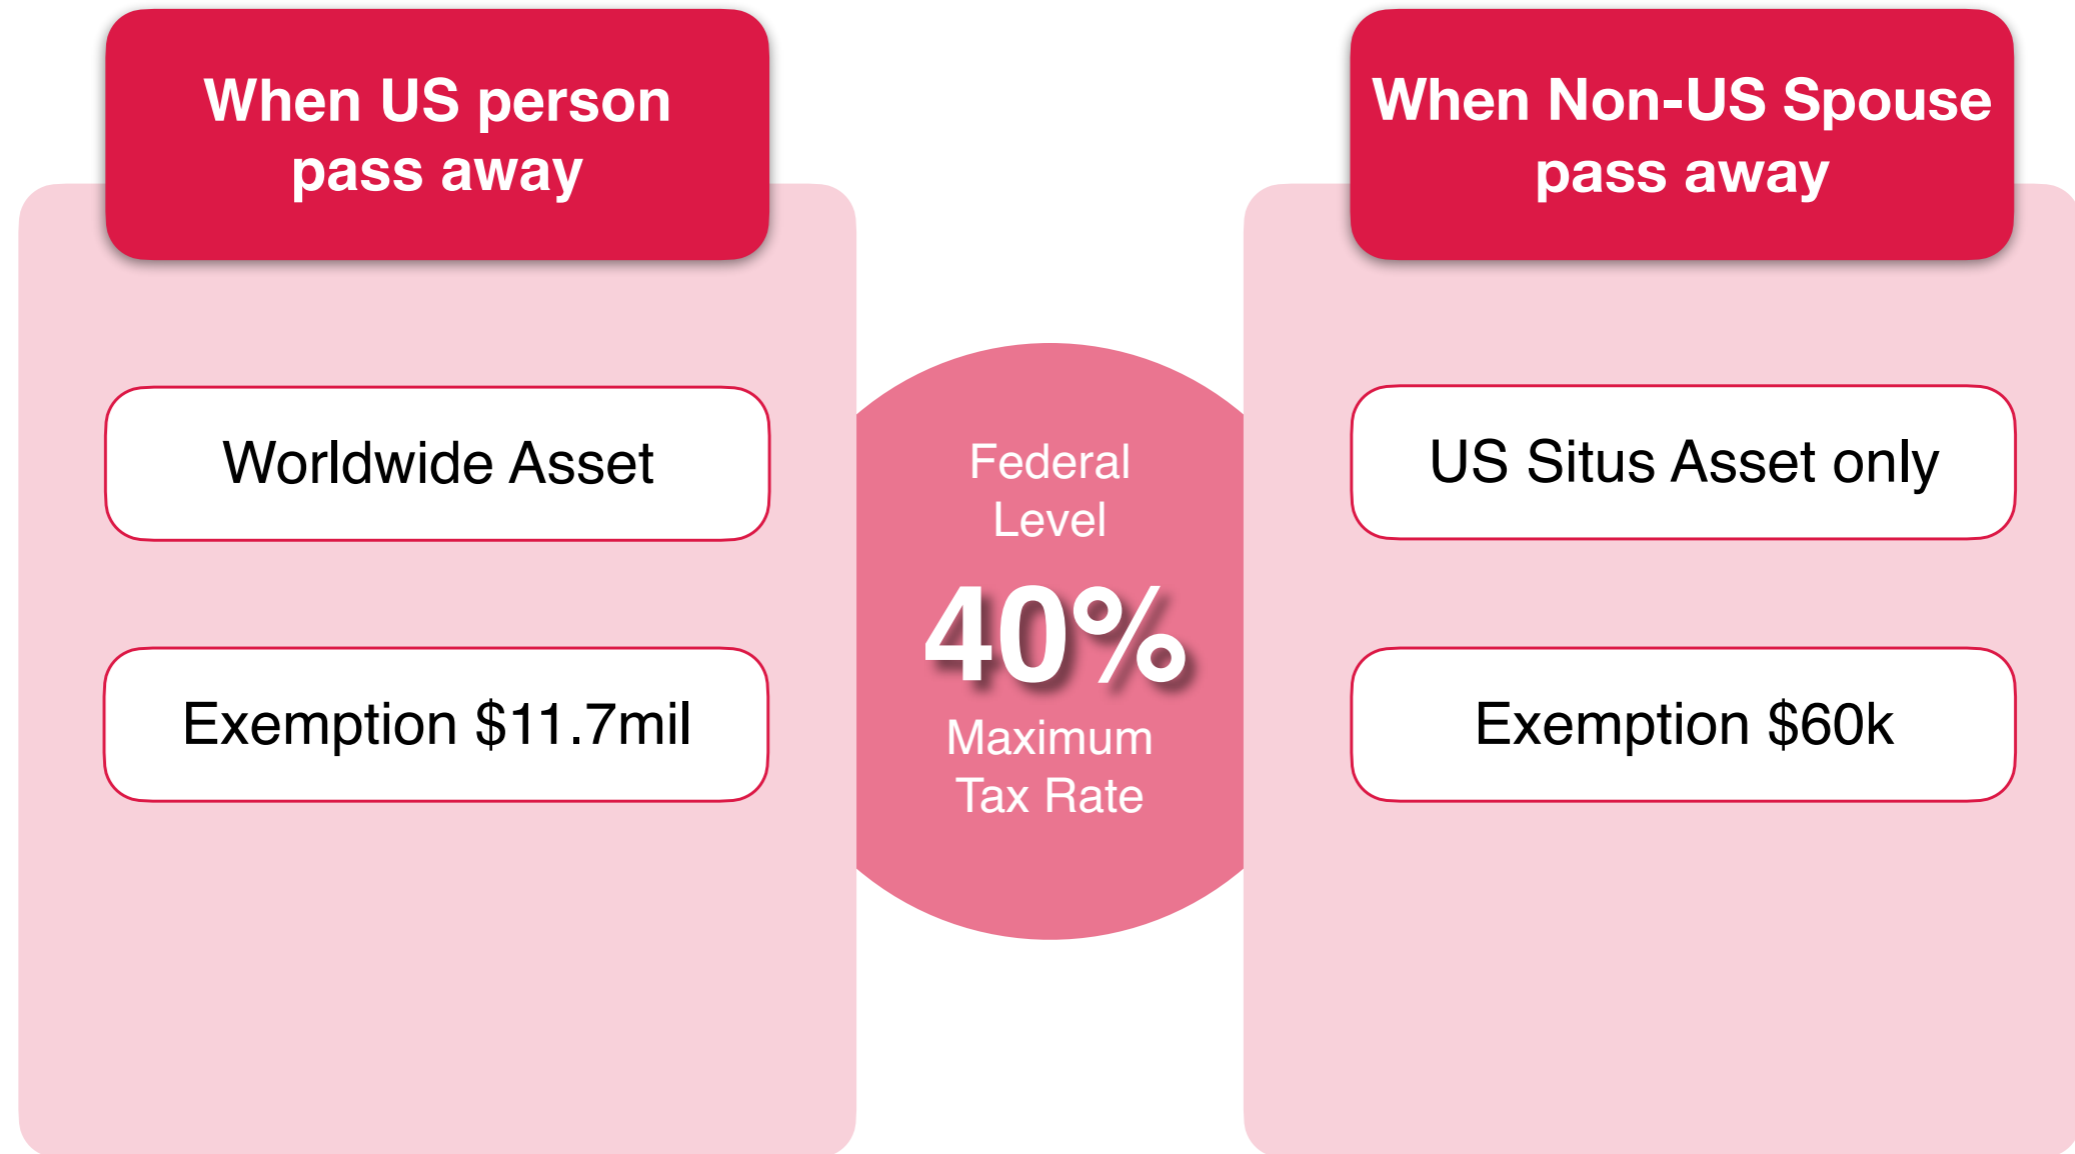 When US person
pass away
Worldwide Asset
Exemption $11.7mil
Federal
Level
40%
Maximum
Tax Rate
When Non-US Spouse
pass away
US Situs Asset only
Exemption $60k